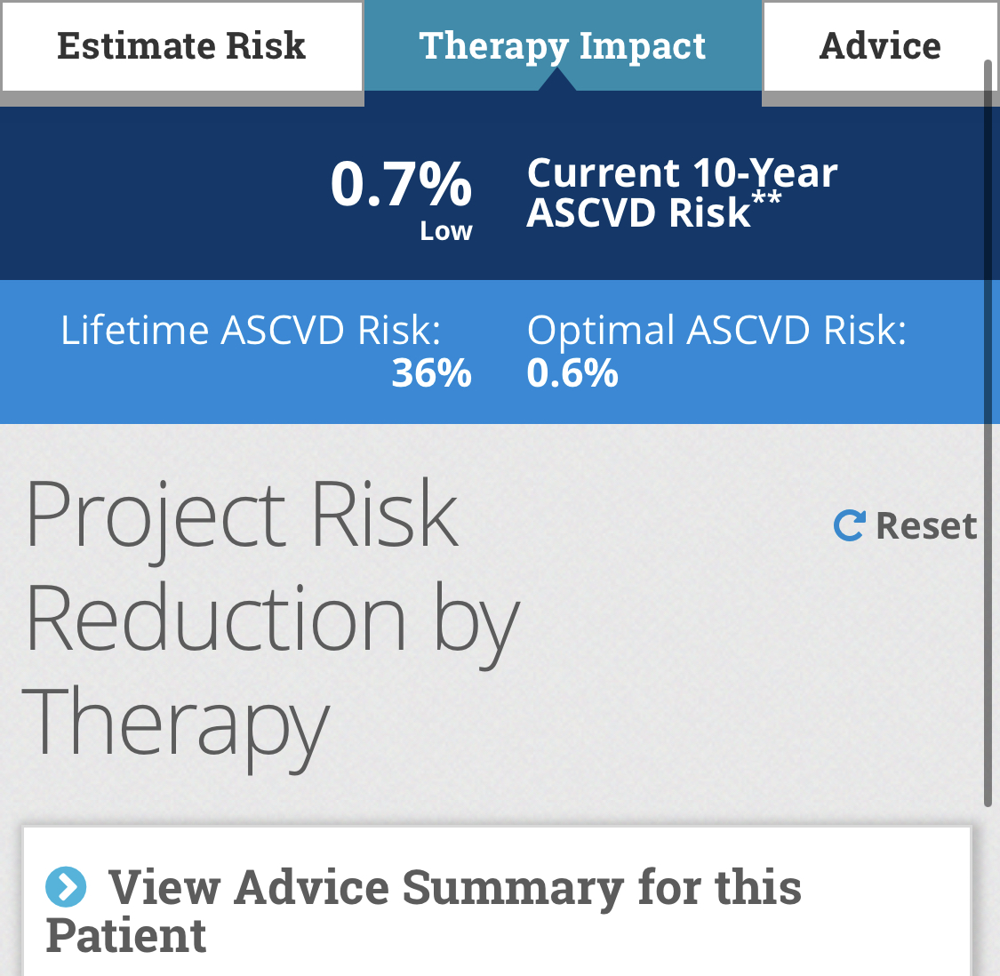 Estimate Risk
Therapy Impact
Advice
0.7%
Low
Current 10-Year
ASCVD Risk**
Lifetime ASCVD Risk:
36%
Optimal ASCVD Risk:
0.6%
Project Risk
Reduction by
Therapy
Reset
View Advice Summary for this
Patient